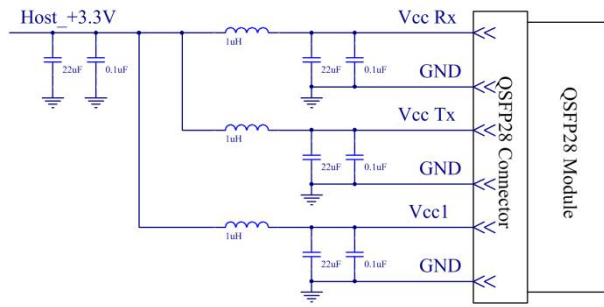 Host_+3.3V
Vcc Rx
1uH
22uF
0.1uF
22uF
0.1uF
GND
Vcc Tx
1uH
22uF
0.1uF
GND
Vcc1
1uH
22uF
0.1uF
GND
QSFP28 Connector
QSFP28 Module